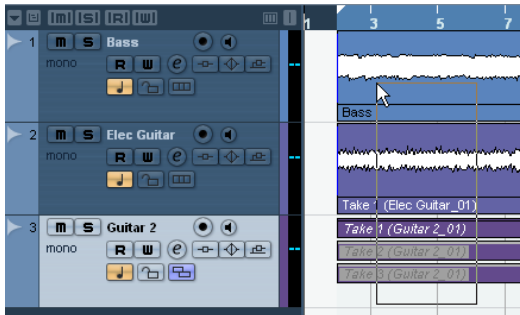 M S R W 1 3 5 7
1 m S Bass
mono R W e
Bass
2 m S Elec Guitar
mono R W e
Take 1 (Elec Guitar_01)
3 m S Guitar 2
mono R W e
Take 1 (Guitar 2_01)
Take 2 (Guitar 2_01)
Take 3 (Guitar 2_01)